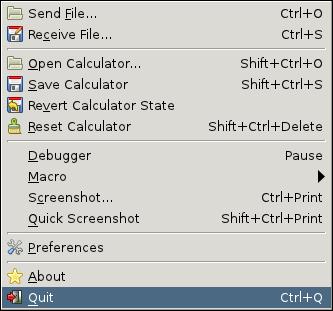 Send File... Ctrl+O
Receive File... Ctrl+S
Open Calculator... Shift+Ctrl+O
Save Calculator Shift+Ctrl+S
Revert Calculator State
Reset Calculator Shift+Ctrl+Delete
Debugger Pause
Macro
Screenshot... Ctrl+Print
Quick Screenshot Shift+Ctrl+Print
Preferences
About
Quit Ctrl+Q